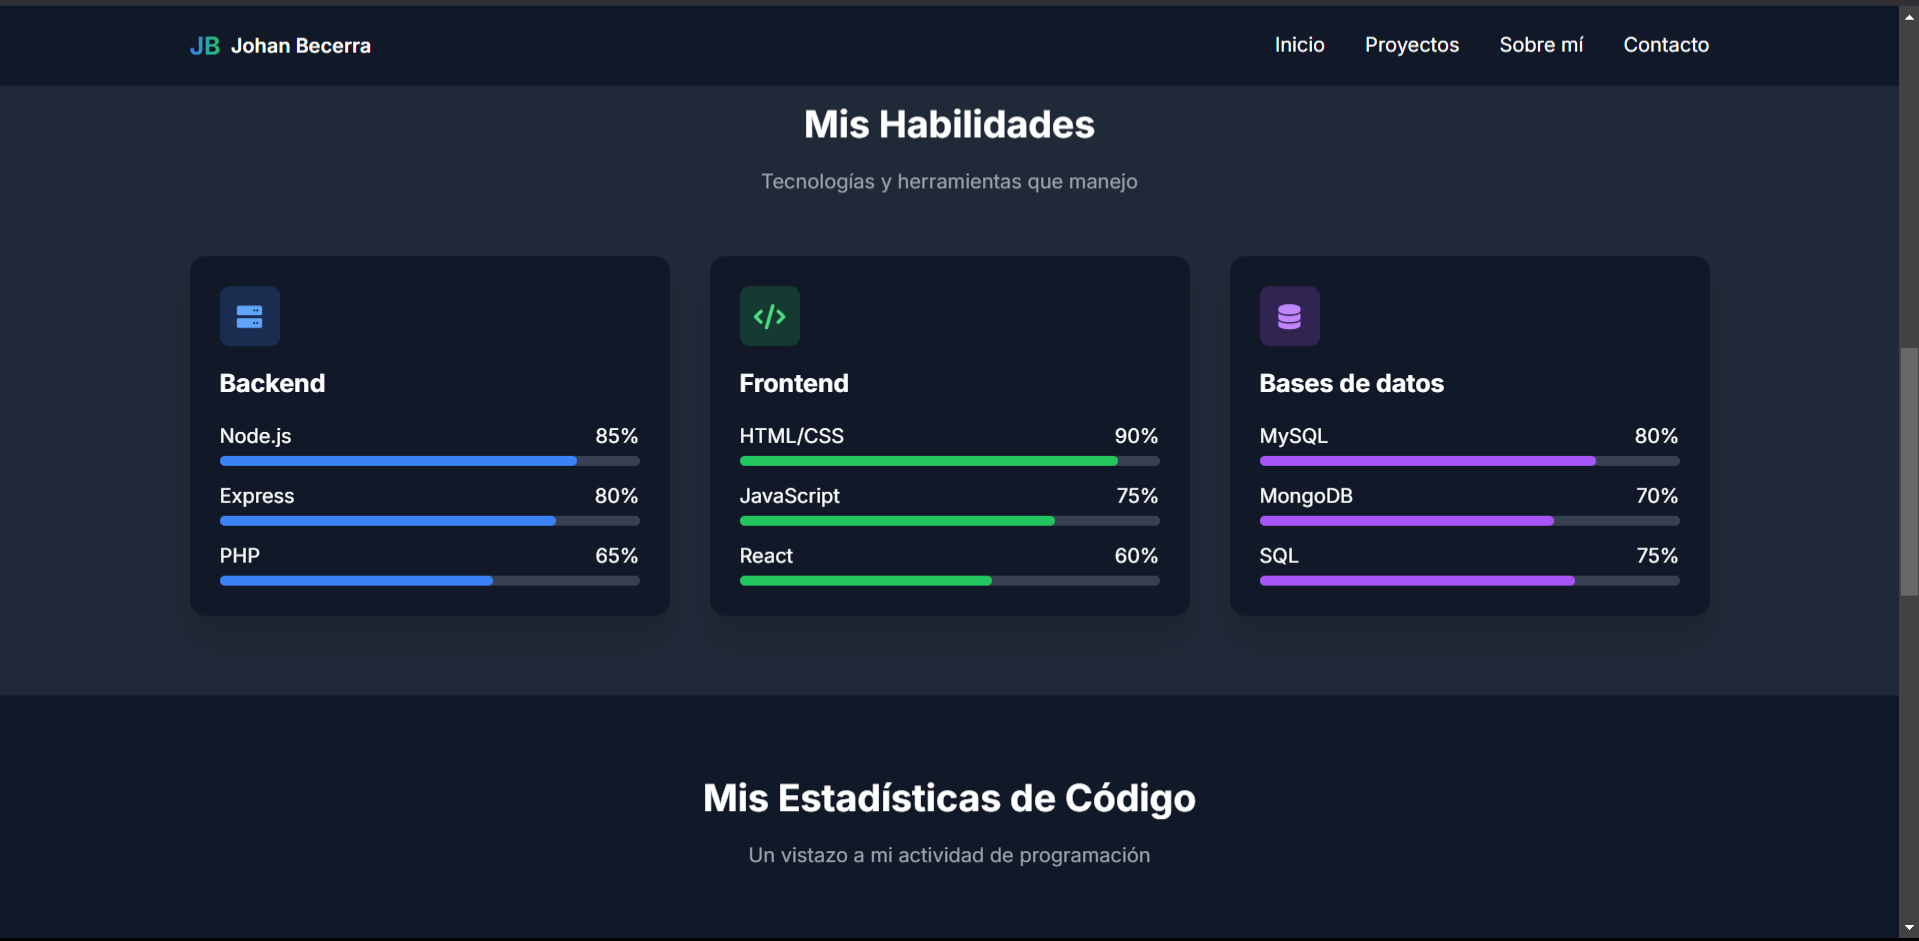 JB Johan Becerra
Inicio Proyectos Sobre mí Contacto
Mis Habilidades
Tecnologías y herramientas que manejo
Backend
Node.js 85%
Express 80%
PHP 65%
Frontend
HTML/CSS 90%
JavaScript 75%
React 60%
Bases de datos
MySQL 80%
MongoDB 70%
SQL 75%
Mis Estadísticas de Código
Un vistazo a mi actividad de programación